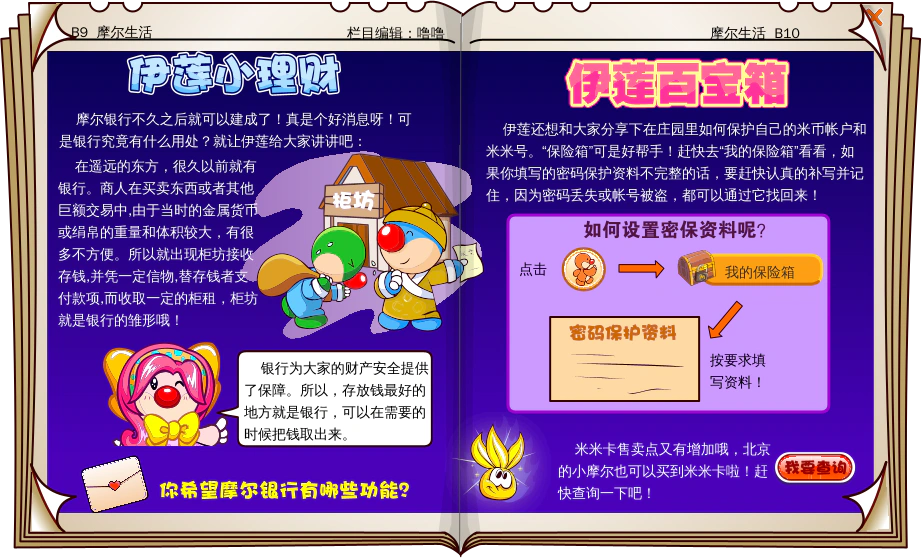 B9 摩尔生活
栏目编辑：噜噜
伊莲小理财
摩尔银行不久之后就可以建成了！真是个好消息呀！可
是银行究竟有什么用处？就让伊莲给大家讲讲吧：
在遥远的东方，很久以前就有
银行。商人在买卖东西或者其他
巨额交易中,由于当时的金属货币
或绢帛的重量和体积较大，有很
多不方便。所以就出现柜坊接收
存钱,并凭一定信物,替存钱者支
付款项,而收取一定的柜租，柜坊
就是银行的雏形哦！
柜坊
银行为大家的财产安全提供
了保障。所以，存放钱最好的
地方就是银行，可以在需要的
时候把钱取出来。
你希望摩尔银行有哪些功能？
摩尔生活 B10
伊莲百宝箱
伊莲还想和大家分享下在庄园里如何保护自己的米币帐户和
米米号。“保险箱”可是好帮手！赶快去“我的保险箱”看看，如
果你填写的密码保护资料不完整的话，要赶快认真的补写并记
住，因为密码丢失或帐号被盗，都可以通过它找回来！
如何设置密保资料呢？
点击
我的保险箱
密码保护资料
按要求填
写资料！
米米卡售卖点又有增加哦，北京
的小摩尔也可以买到米米卡啦！赶
快查询一下吧！
我要查询